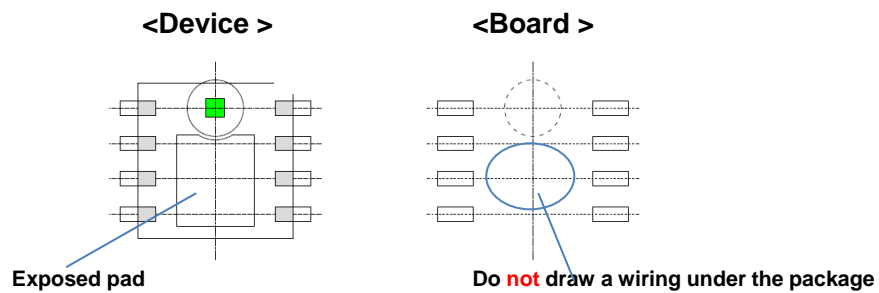 <Device >
<Board >
Exposed pad
Do not draw a wiring under the package